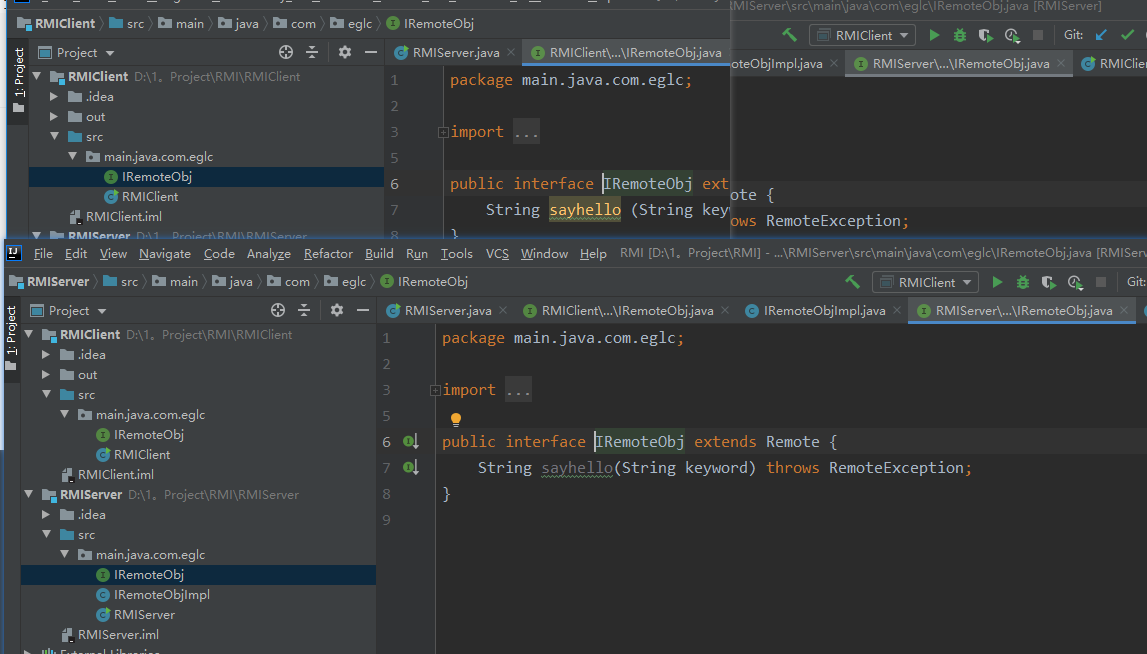 RMIServer\src\main\java\com\eglc\IRemoteObj.java [RMIServer]
RMIClient src main java com eglc IRemoteObj
RMIClient Git:
Project RMIServer.java RMIClient\...\IRemoteObj.java oteObjImpl.java RMIServer\...\IRemoteObj.java RMIClie
1: Project
RMIClient D:\1。Project\RMI\RMIClient
.idea
out
src
main.java.com.eglc
IRemoteObj
RMIClient
RMIClient.iml
RMIServer D:\1。Project\RMI\RMIServer
1 package main.java.com.eglc;
2
3 import ...
5
6 public interface IRemoteObj ext
ote {
7 String sayhello (String keyw
ows RemoteException;
8 }
File Edit View Navigate Code Analyze Refactor Build Run Tools VCS Window Help RMI [D:\1。Project\RMI] - ...\RMIServer\src\main\java\com\eglc\IRemoteObj.java [RMIServ
RMIServer src main java com eglc IRemoteObj
RMIClient Git:
Project RMIServer.java RMIClient\...\IRemoteObj.java IRemoteObjImpl.java RMIServer\...\IRemoteObj.java
1: Project
RMIClient D:\1。Project\RMI\RMIClient
.idea
out
src
main.java.com.eglc
IRemoteObj
RMIClient
RMIClient.iml
RMIServer D:\1。Project\RMI\RMIServer
.idea
src
main.java.com.eglc
IRemoteObj
IRemoteObjImpl
RMIServer
RMIServer.iml
External Libraries
1 package main.java.com.eglc;
2
3 import ...
5
6 public interface IRemoteObj extends Remote {
7 String sayhello(String keyword) throws RemoteException;
8 }
9